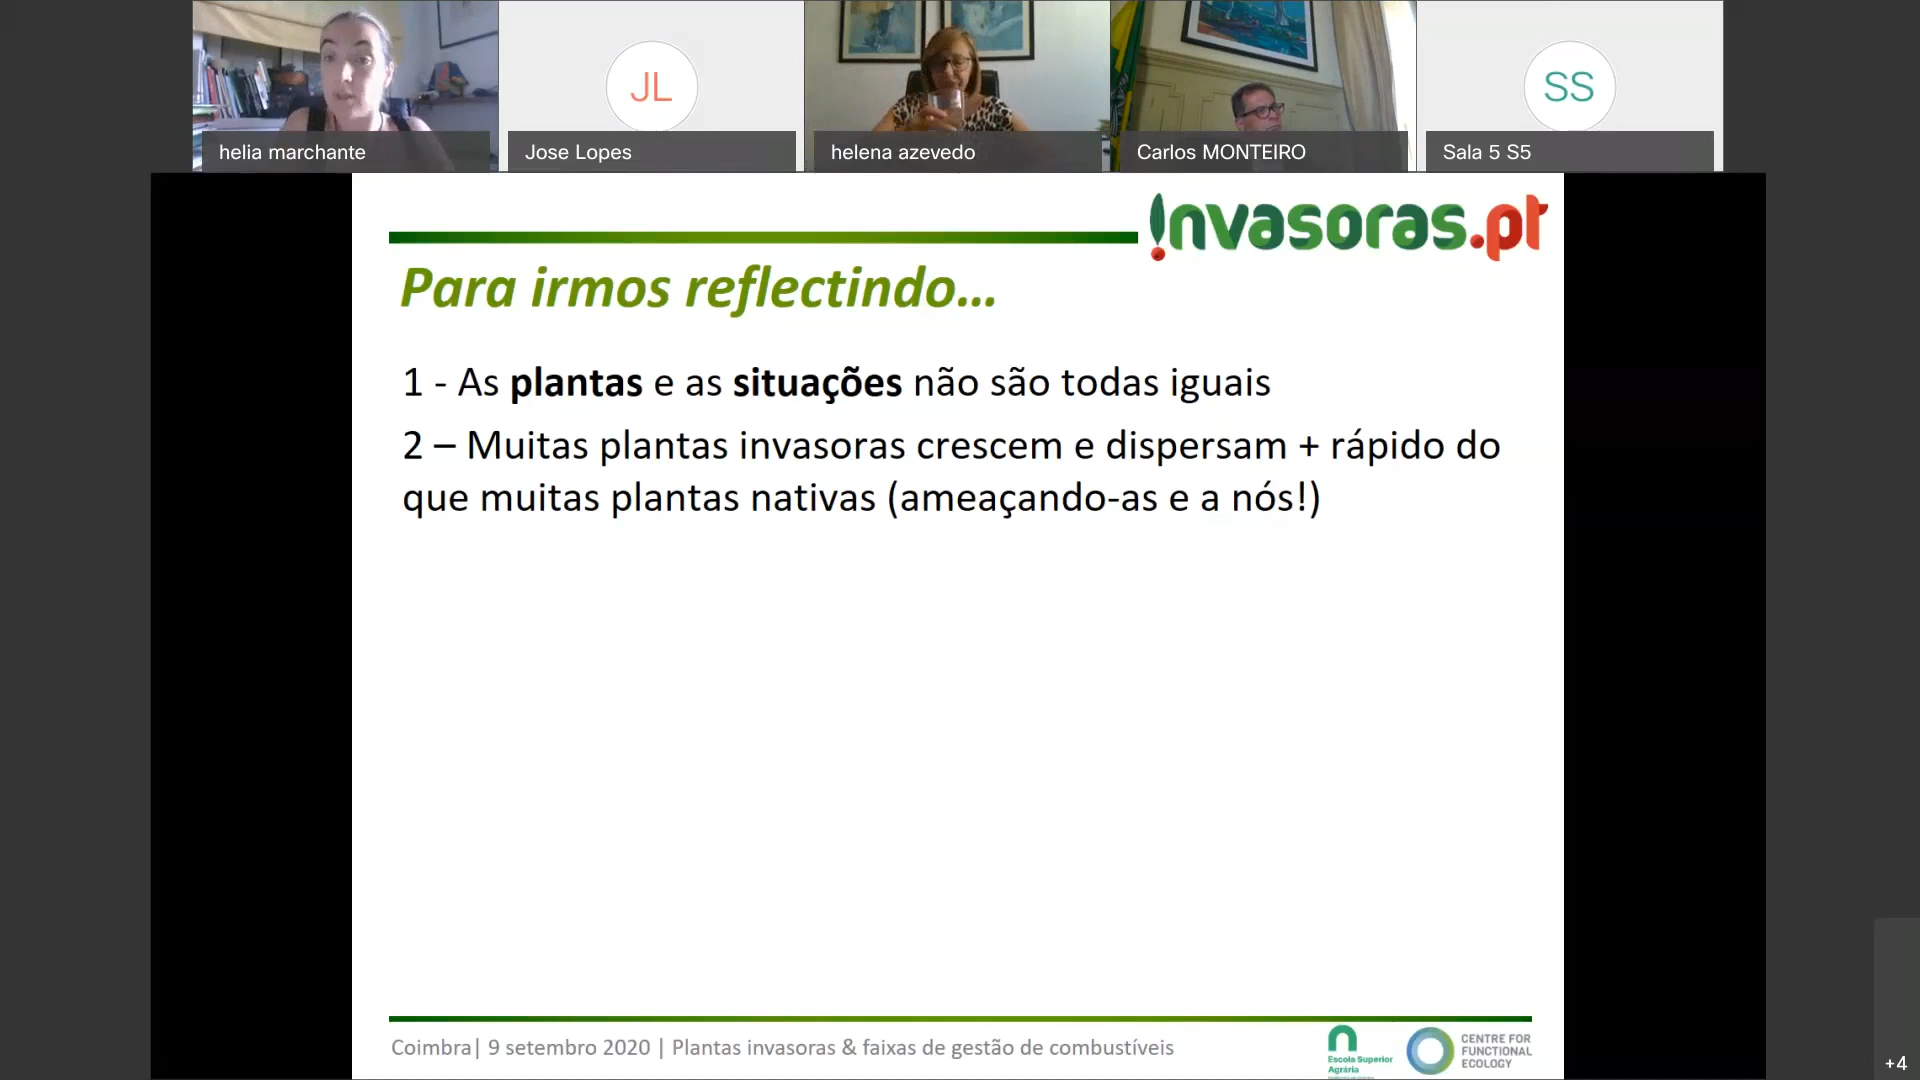 helia marchante
JL
Jose Lopes
helena azevedo
Carlos MONTEIRO
SS
Sala 5 S5
invasoras.pt
Para irmos reflectindo...
1 - As plantas e as situações não são todas iguais
2 – Muitas plantas invasoras crescem e dispersam + rápido do
que muitas plantas nativas (ameaçando-as e a nós!)
Coimbra| 9 setembro 2020 | Plantas invasoras & faixas de gestão de combustíveis
Escola Superior
Agrária
CENTRE FOR
FUNCTIONAL
ECOLOGY
+4